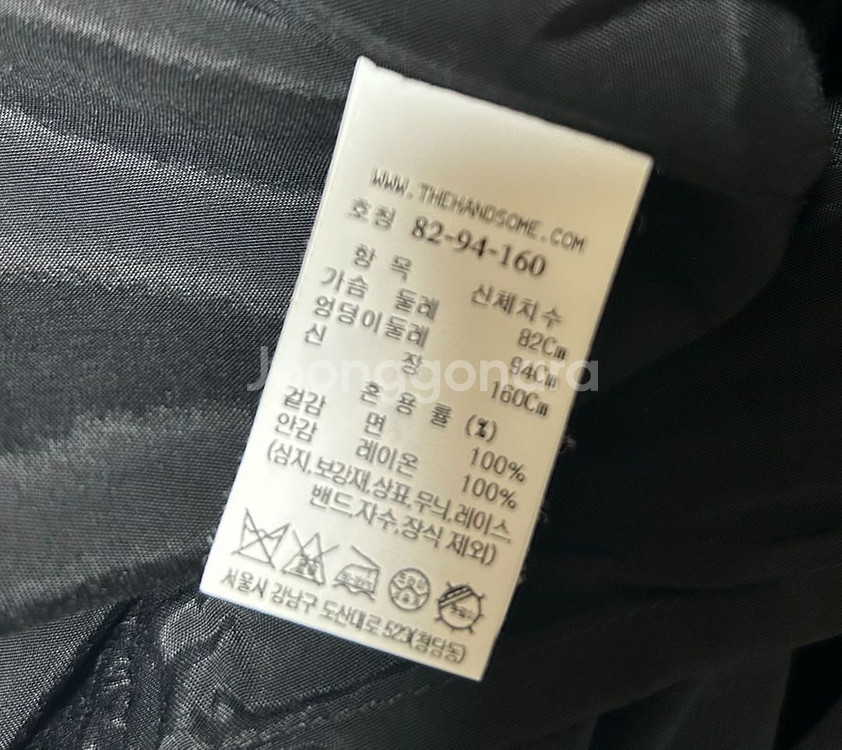 WWW.THEHANDSOME.COM
호칭 82-94-160
항 목 신체치수
가슴 둘레 82Cm
엉덩이둘레 94Cm
신 장 160Cm
혼 용 률 (%)
겉감 면 100%
안감 레이온 100%
(심지,보강재,상표,무늬,레이스
밴드,자수,장식 제외)
서울시 강남구 도산대로 523(청담동)
Joonggonara